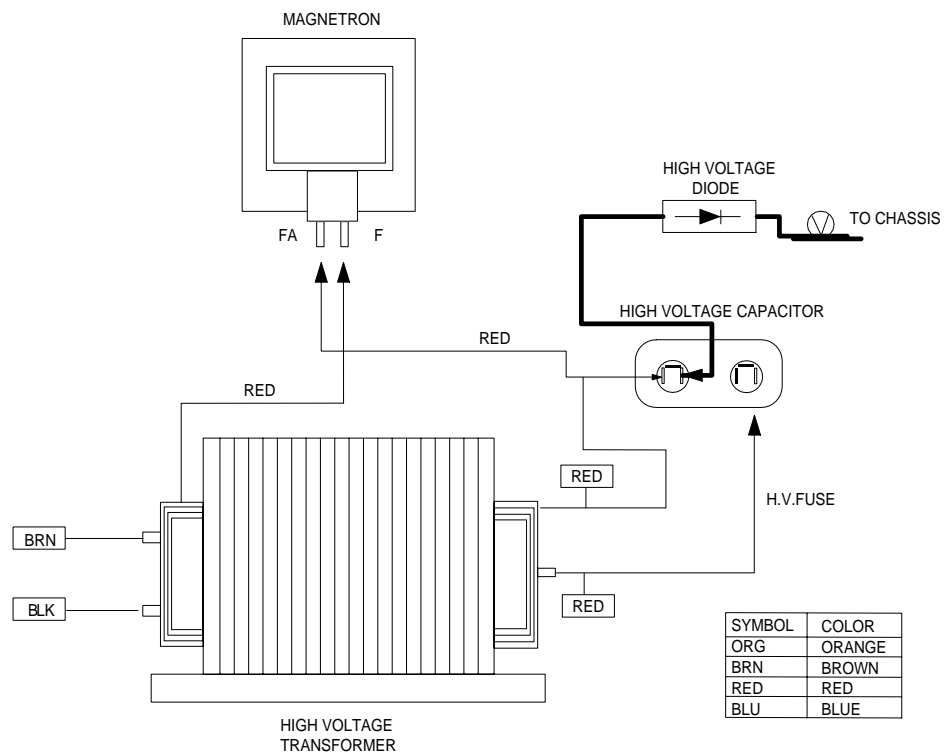 MAGNETRON
HIGH VOLTAGE
DIODE
TO CHASSIS
FA
F
HIGH VOLTAGE CAPACITOR
RED
RED
RED
H.V.FUSE
BRN
BLK
RED
SYMBOL COLOR
ORG ORANGE
BRN BROWN
RED RED
BLU BLUE
HIGH VOLTAGE
TRANSFORMER